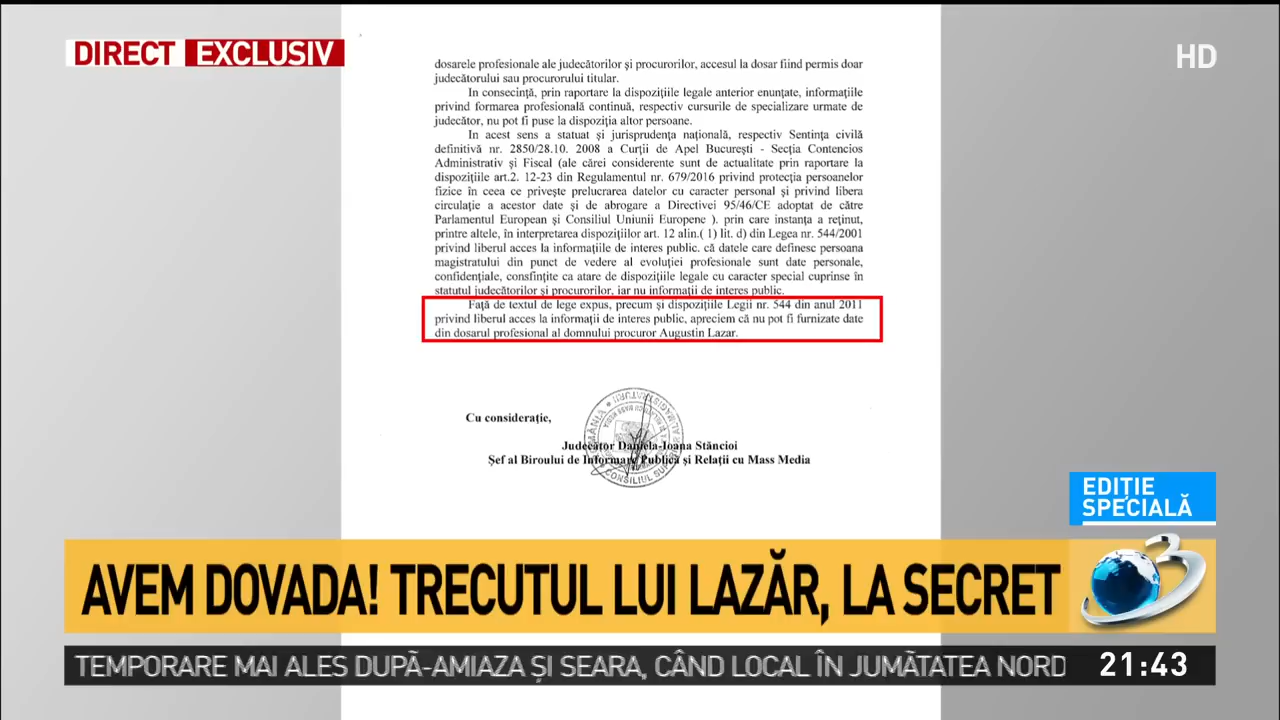 DIRECT EXCLUSIV
HD
dosarele profesionale ale judecătorilor și procurorilor, accesul la dosar fiind permis doar
judecătorului sau procurorului titular.
In consecință, prin raportare la dispozițiile legale anterior enunțate, informațiile
privind formarea profesională continuă, respectiv cursurile de specializare urmate de
judecător, nu pot fi puse la dispoziția altor persoane.
In acest sens a statuat și jurisprudența națională, respectiv Sentința civilă
definitivă nr. 2850/28.10. 2008 a Curții de Apel București - Secția Contencios
Administrativ și Fiscal (ale cărei considerente sunt de actualitate prin raportare la
dispozițiile art.2. 12-23 din Regulamentul nr. 679/2016 privind protecția persoanelor
fizice în ceea ce privește prelucrarea datelor cu caracter personal și privind libera
circulație a acestor date și de abrogare a Directivei 95/46/CE adoptat de către
Parlamentul European și Consiliul Uniunii Europene ). prin care instanța a reținut,
printre altele, în interpretarea dispozițiilor art. 12 alin.( 1) lit. d) din Legea nr. 544/2001
privind liberul acces la informațiile de interes public. că datele care definesc persoana
magistratului din punct de vedere al evoluției profesionale sunt date personale,
confidențiale, consfințite ca atare de dispozițiile legale cu caracter special cuprinse în
statutul judecătorilor și procurorilor, iar nu informații de interes public.
Față de textul de lege expus, precum și dispozițiile Legii nr. 544 din anul 2011
privind liberul acces la informații de interes public, apreciem că nu pot fi furnizate date
din dosarul profesional al domnului procuror Augustin Lazar.
Cu considerație,
Judecător Daniela-Ioana Stăncioi
Șef al Biroului de Informare Publică și Relații cu Mass Media
EDIȚIE
SPECIALĂ
AVEM DOVADA! TRECUTUL LUI LAZĂR, LA SECRET
3
TEMPORARE MAI ALES DUPĂ-AMIAZA ȘI SEARA, CÂND LOCAL ÎN JUMĂTATEA NORD
21:43